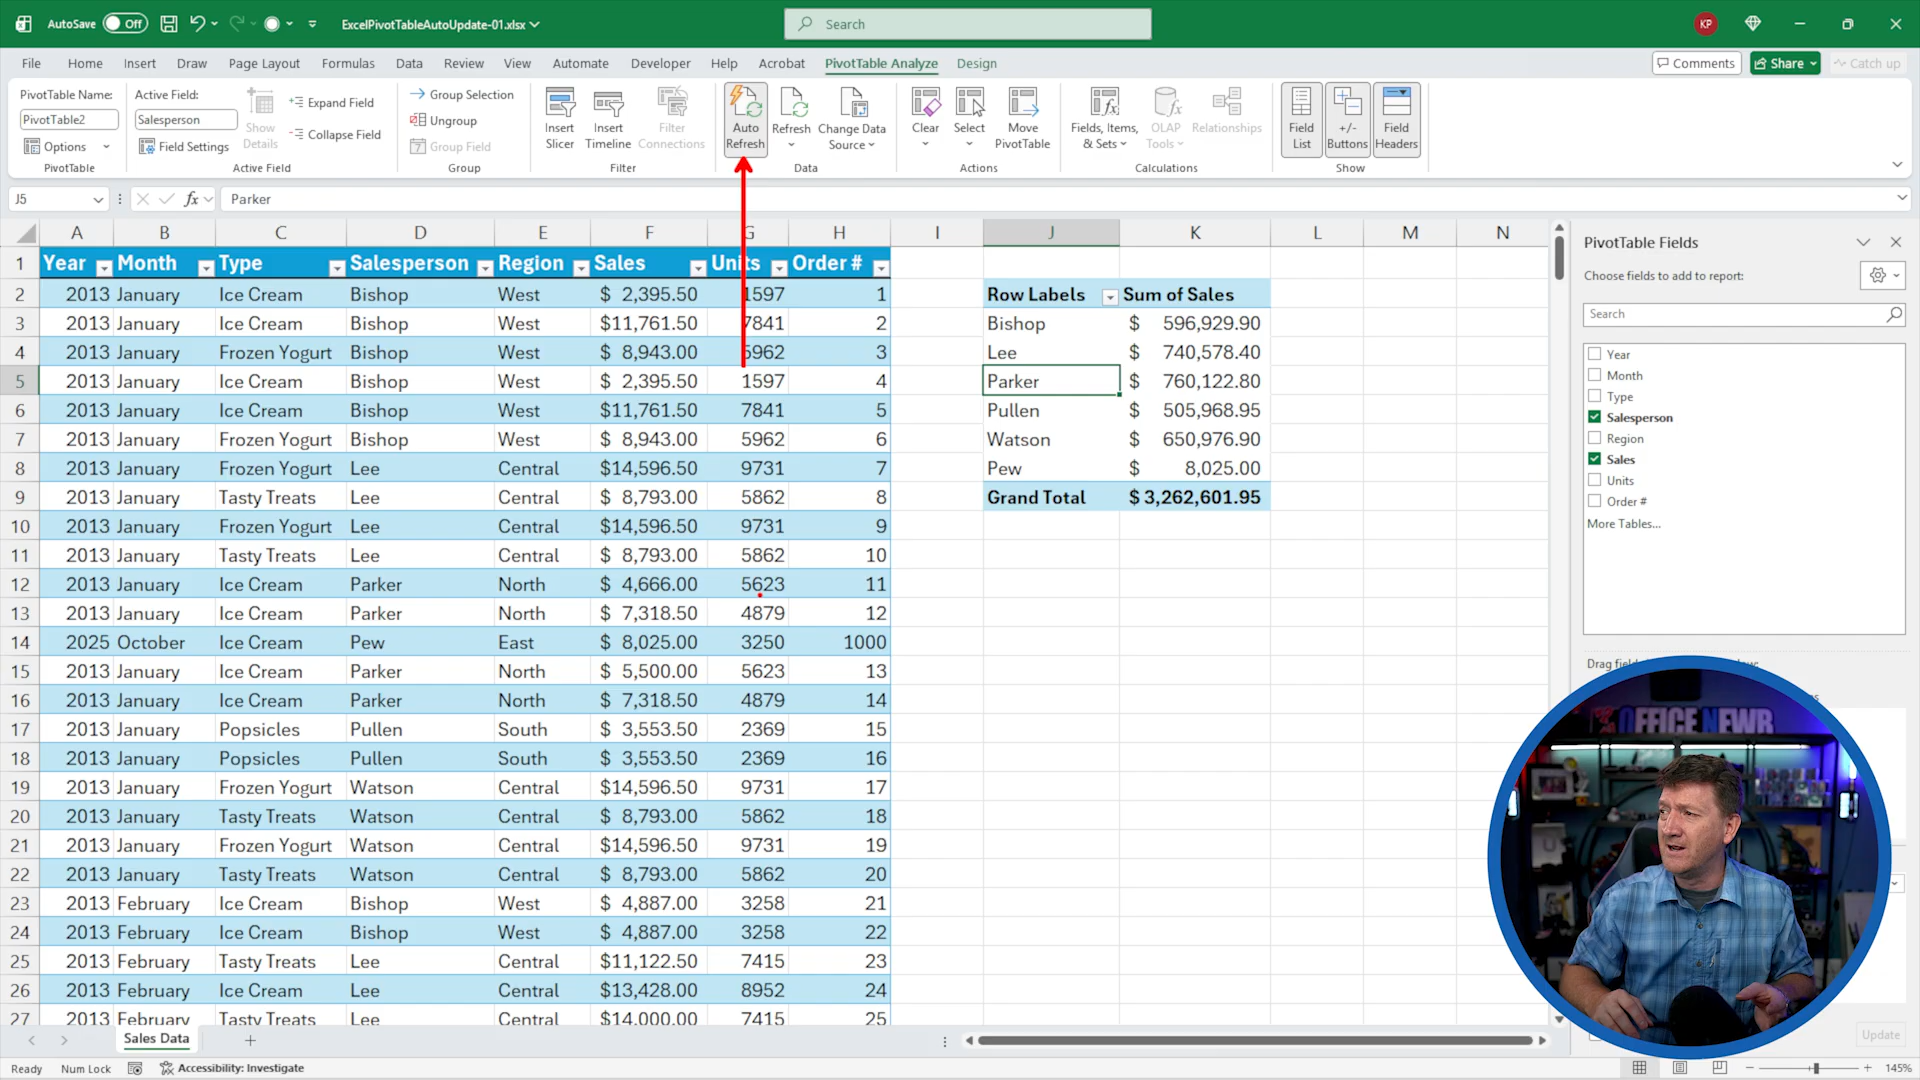 AutoSave Off ExcelPivotTableAutoUpdate-01.xlsx Search KP
File Home Insert Draw Page Layout Formulas Data Review View Automate Developer Help Acrobat PivotTable Analyze Design Comments Share Catch up
PivotTable Name:
PivotTable2
Options
PivotTable
Active Field:
Salesperson
Field Settings
Show Details
Expand Field
Collapse Field
Active Field
Group Selection
Ungroup
Group Field
Group
Insert Slicer
Insert Timeline
Filter Connections
Filter
Auto Refresh
Refresh
Change Data Source
Data
Clear
Select
Move PivotTable
Actions
Fields, Items, & Sets
OLAP Tools
Relationships
Calculations
Field List
+/- Buttons
Field Headers
Show
J5 fx Parker
A B C D E F G H I J K L M N
1 Year Month Type Salesperson Region Sales Units Order #
2 2013 January Ice Cream Bishop West $ 2,395.50 1597 1 Row Labels Sum of Sales
3 2013 January Ice Cream Bishop West $11,761.50 7841 2 Bishop $ 596,929.90
4 2013 January Frozen Yogurt Bishop West $ 8,943.00 5962 3 Lee $ 740,578.40
5 2013 January Ice Cream Bishop West $ 2,395.50 1597 4 Parker $ 760,122.80
6 2013 January Ice Cream Bishop West $11,761.50 7841 5 Pullen $ 505,968.95
7 2013 January Frozen Yogurt Bishop West $ 8,943.00 5962 6 Watson $ 650,976.90
8 2013 January Frozen Yogurt Lee Central $14,596.50 9731 7 Pew $ 8,025.00
9 2013 January Tasty Treats Lee Central $ 8,793.00 5862 8 Grand Total $ 3,262,601.95
10 2013 January Frozen Yogurt Lee Central $14,596.50 9731 9
11 2013 January Tasty Treats Lee Central $ 8,793.00 5862 10
12 2013 January Ice Cream Parker North $ 4,666.00 5623 11
13 2013 January Ice Cream Parker North $ 7,318.50 4879 12
14 2025 October Ice Cream Pew East $ 8,025.00 3250 1000
15 2013 January Ice Cream Parker North $ 5,500.00 5623 13
16 2013 January Ice Cream Parker North $ 7,318.50 4879 14
17 2013 January Popsicles Pullen South $ 3,553.50 2369 15
18 2013 January Popsicles Pullen South $ 3,553.50 2369 16
19 2013 January Frozen Yogurt Watson Central $14,596.50 9731 17
20 2013 January Tasty Treats Watson Central $ 8,793.00 5862 18
21 2013 January Frozen Yogurt Watson Central $14,596.50 9731 19
22 2013 January Tasty Treats Watson Central $ 8,793.00 5862 20
23 2013 February Ice Cream Bishop West $ 4,887.00 3258 21
24 2013 February Ice Cream Bishop West $ 4,887.00 3258 22
25 2013 February Tasty Treats Lee Central $11,122.50 7415 23
26 2013 February Ice Cream Lee Central $13,428.00 8952 24
27 2013 February Tasty Treats Lee Central $14,000.00 7415 25
PivotTable Fields
Choose fields to add to report:
Search
Year
Month
Type
Salesperson
Region
Sales
Units
Order #
More Tables...
Drag
OFFICE NEWB
Update
Sales Data
Ready Num Lock Accessibility: Investigate 145%